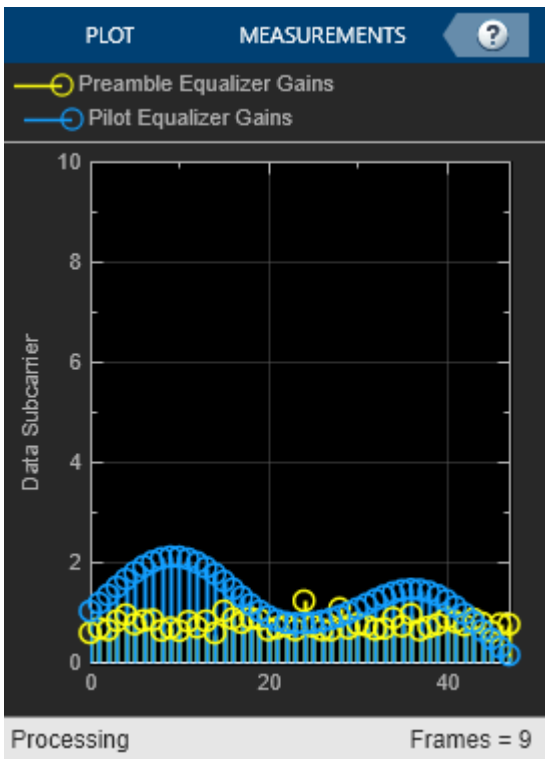 PLOT MEASUREMENTS ?
Preamble Equalizer Gains
Pilot Equalizer Gains
10
8
6
4
2
0
Data Subcarrier
0 20 40
Processing Frames = 9